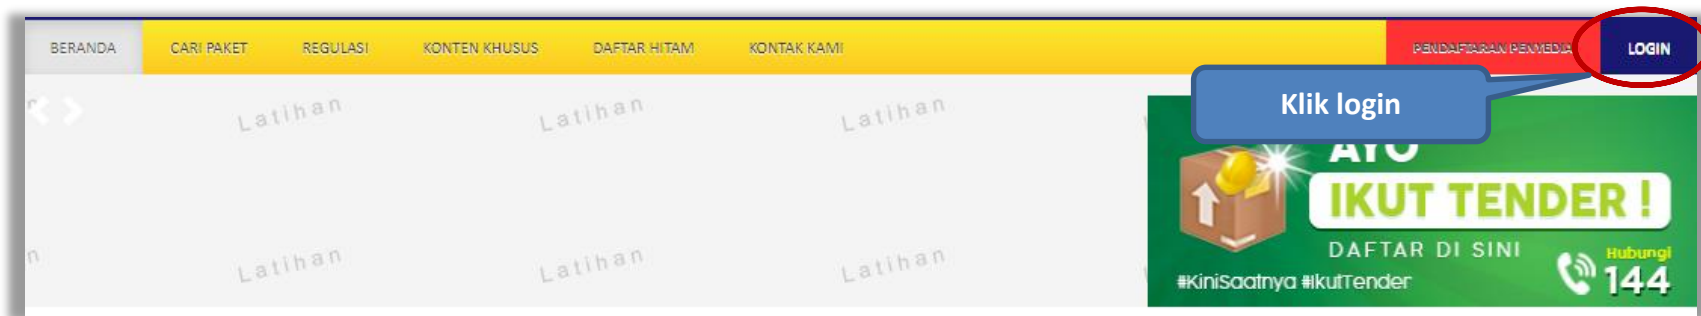 BERANDA CARI PAKET REGULASI KONTEN KHUSUS DAFTAR HITAM KONTAK KAMI PENDAFTARAN PENYEDIA LOGIN
Klik login
Latihan Latihan Latihan
AYO
IKUT TENDER !
DAFTAR DI SINI
Hubungi
#KiniSaatnya #IkutTender 144
n Latihan Latihan Latihan